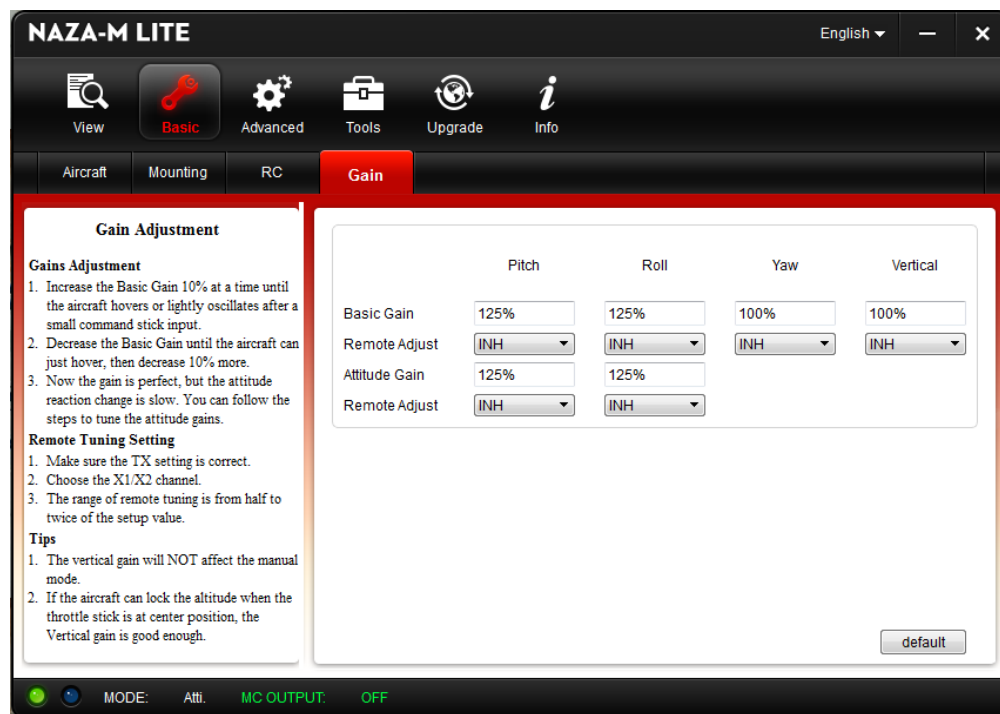 NAZA-M LITE
English
View Basic Advanced Tools Upgrade Info
Aircraft Mounting RC Gain
Gain Adjustment
Gains Adjustment
1. Increase the Basic Gain 10% at a time until
the aircraft hovers or lightly oscillates after a
small command stick input.
2. Decrease the Basic Gain until the aircraft can
just hover, then decrease 10% more.
3. Now the gain is perfect, but the attitude
reaction change is slow. You can follow the
steps to tune the attitude gains.
Remote Tuning Setting
1. Make sure the TX setting is correct.
2. Choose the X1/X2 channel.
3. The range of remote tuning is from half to
twice of the setup value.
Tips
1. The vertical gain will NOT affect the manual
mode.
2. If the aircraft can lock the altitude when the
throttle stick is at center position, the
Vertical gain is good enough.
Pitch Roll Yaw Vertical
Basic Gain 125% 125% 100% 100%
Remote Adjust INH INH INH INH
Attitude Gain 125% 125%
Remote Adjust INH INH
default
MODE: Atti. MC OUTPUT: OFF